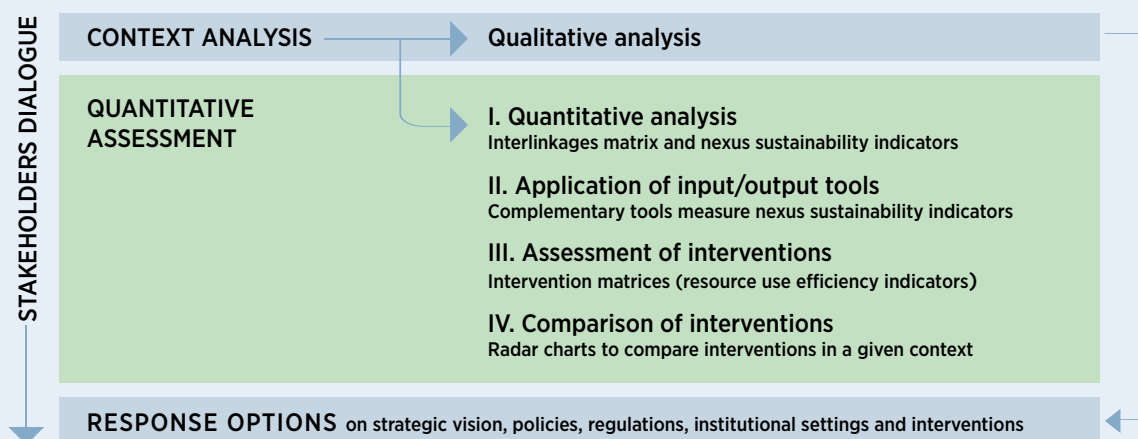 STAKEHOLDERS DIALOGUE
CONTEXT ANALYSIS
Qualitative analysis
QUANTITATIVE
ASSESSMENT
I. Quantitative analysis
Interlinkages matrix and nexus sustainability indicators
II. Application of input/output tools
Complementary tools measure nexus sustainability indicators
III. Assessment of interventions
Intervention matrices (resource use efficiency indicators)
IV. Comparison of interventions
Radar charts to compare interventions in a given context
RESPONSE OPTIONS on strategic vision, policies, regulations, institutional settings and interventions